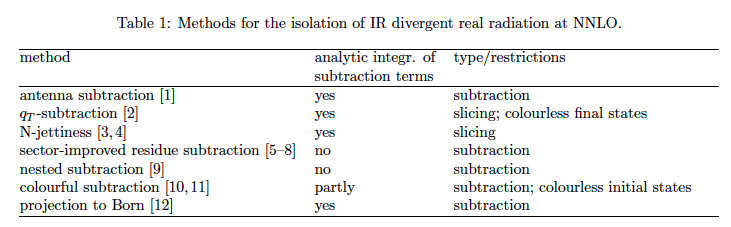 Table 1: Methods for the isolation of IR divergent real radiation at NNLO.
method analytic integr. of type/restrictions
subtraction terms
antenna subtraction [1] yes subtraction
qT-subtraction [2] yes slicing; colourless final states
N-jettiness [3, 4] yes slicing
sector-improved residue subtraction [5–8] no subtraction
nested subtraction [9] no subtraction
colourful subtraction [10, 11] partly subtraction; colourless initial states
projection to Born [12] yes subtraction